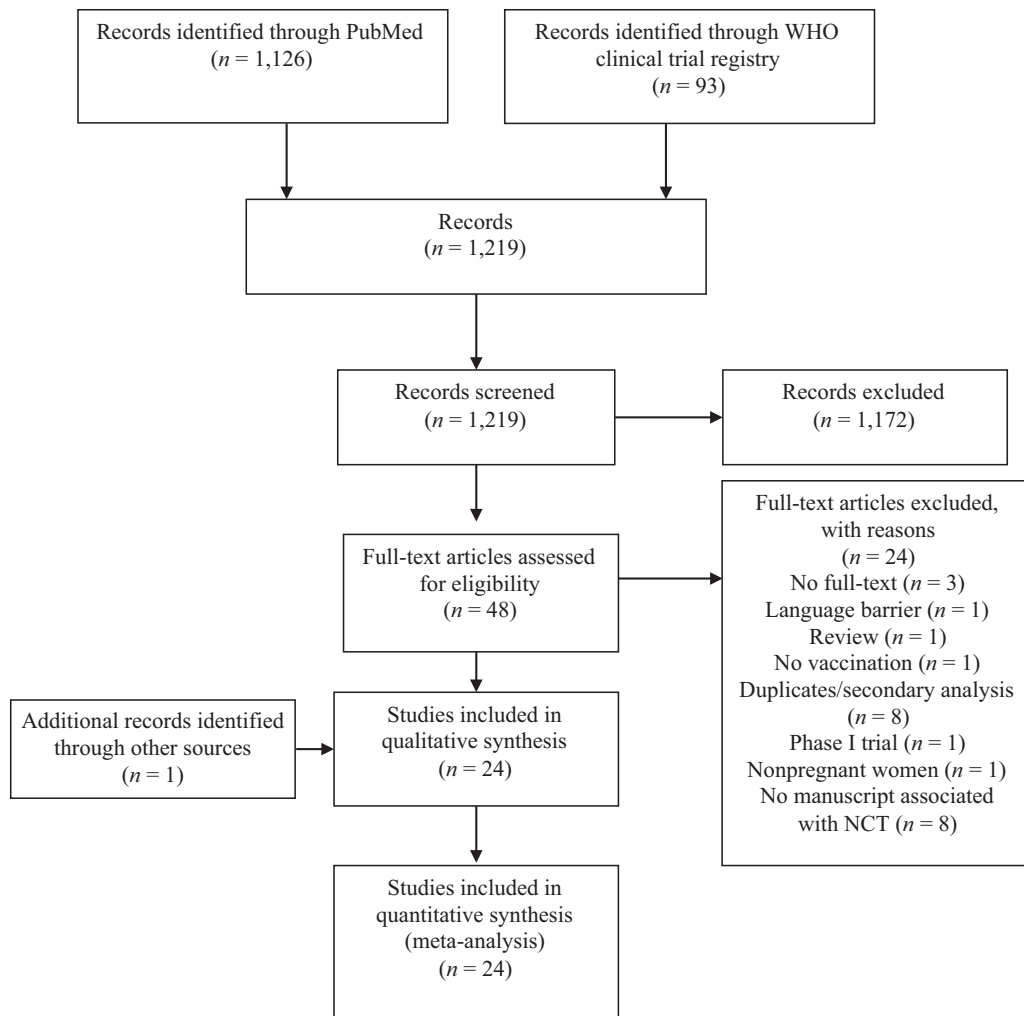 Records identified through PubMed
(n = 1,126)
Records identified through WHO
clinical trial registry
(n = 93)
Records
(n = 1,219)
Records screened
(n = 1,219)
Records excluded
(n = 1,172)
Full-text articles assessed
for eligibility
(n = 48)
Full-text articles excluded,
with reasons
(n = 24)
No full-text (n = 3)
Language barrier (n = 1)
Review (n = 1)
No vaccination (n = 1)
Duplicates/secondary analysis
(n = 8)
Phase I trial (n = 1)
Nonpregnant women (n = 1)
No manuscript associated
with NCT (n = 8)
Additional records identified
through other sources
(n = 1)
Studies included in
qualitative synthesis
(n = 24)
Studies included in
quantitative synthesis
(meta-analysis)
(n = 24)